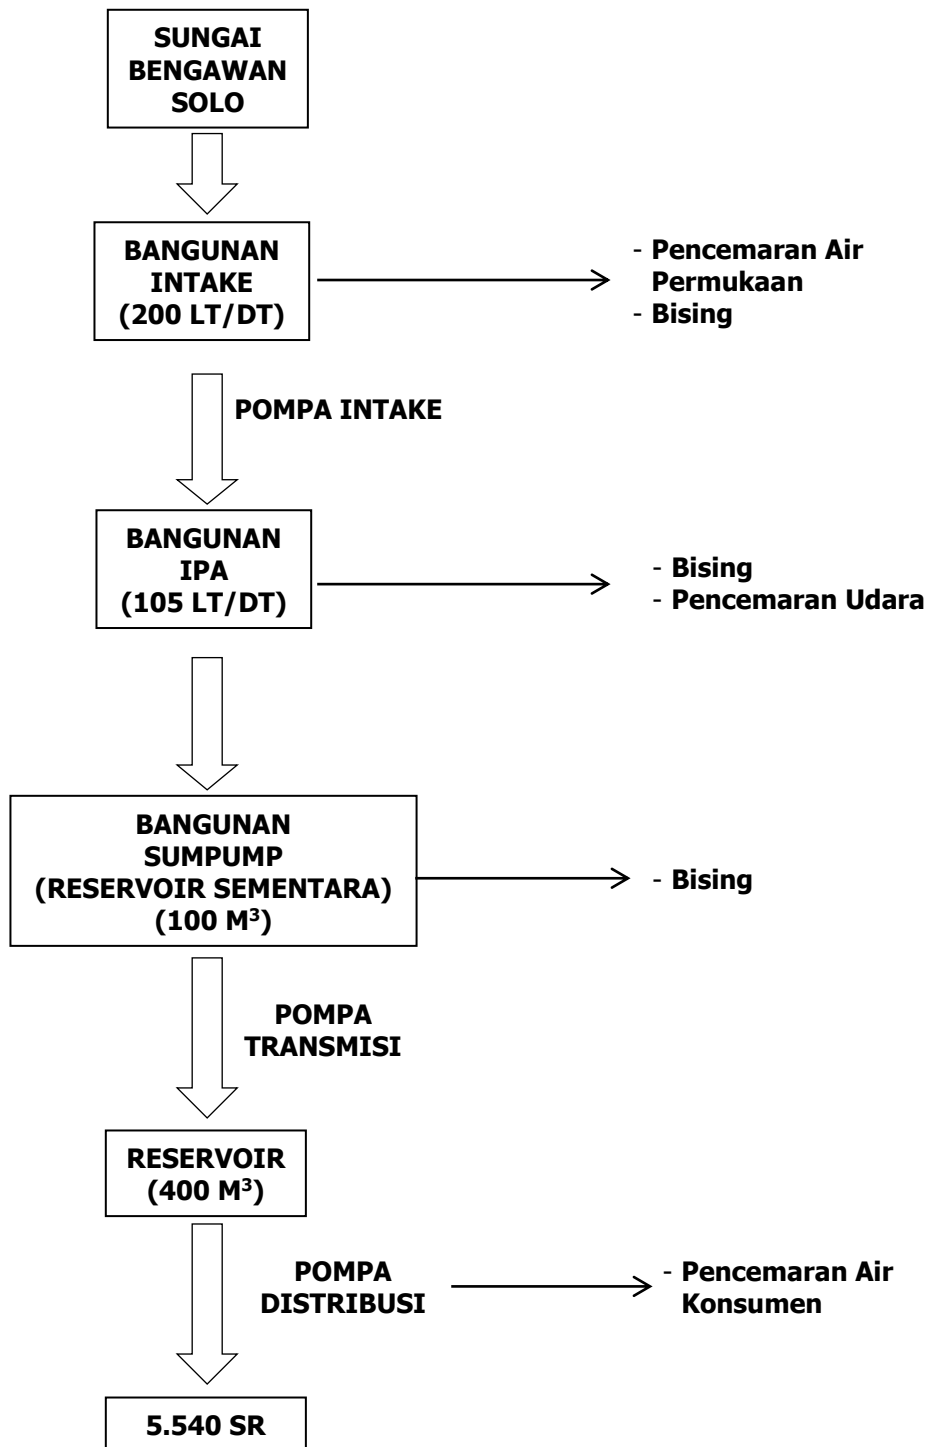 SUNGAI
BENGAWAN
SOLO
BANGUNAN
INTAKE
(200 LT/DT)
- Pencemaran Air
Permukaan
- Bising
POMPA INTAKE
BANGUNAN
IPA
(105 LT/DT)
- Bising
- Pencemaran Udara
BANGUNAN
SUMPUMP
(RESERVOIR SEMENTARA)
(100 M³)
- Bising
POMPA
TRANSMISI
RESERVOIR
(400 M³)
POMPA
DISTRIBUSI
- Pencemaran Air
Konsumen
5.540 SR